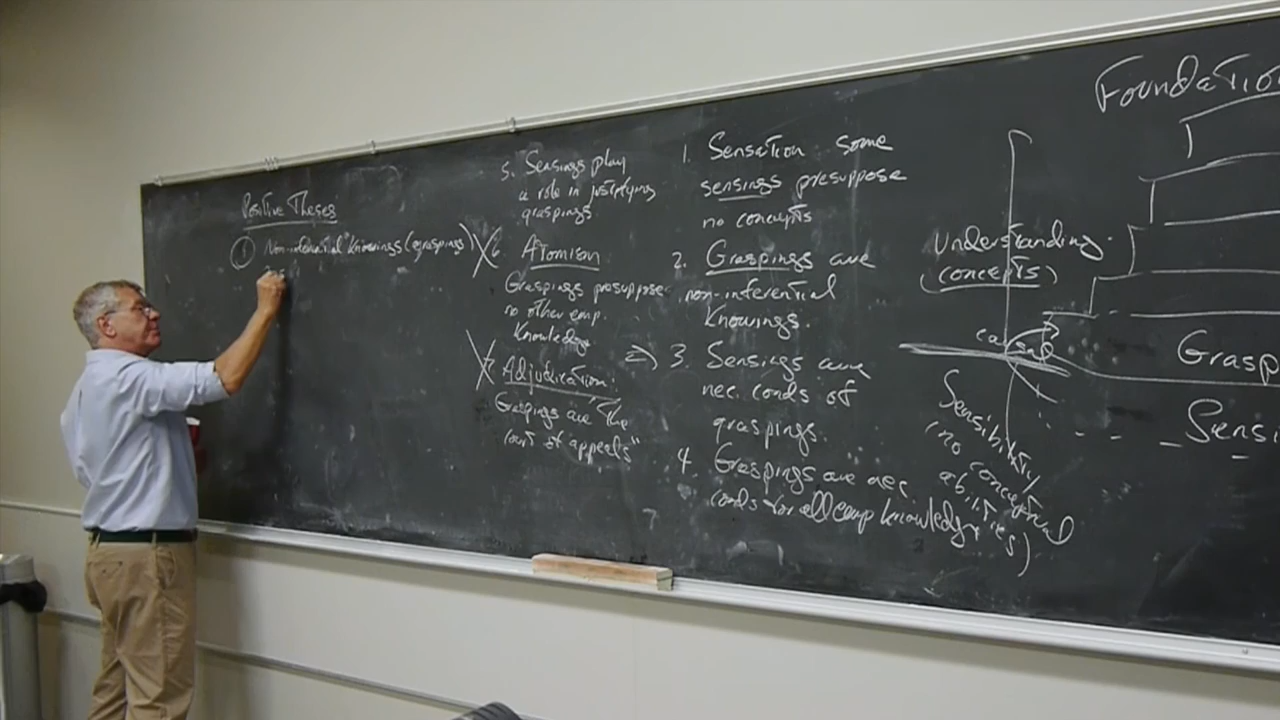 Positive Theses
1 Non-inferential Knowings (graspings)
5. Sensings play
a role in justifying
graspings.
6 Atomism
Graspings presuppose
no other emp.
Knowledge
7 Adjudication.
Graspings are "the
court of appeals"
1. Sensation some
sensings presuppose
no concepts
2. Graspings are
non-inferential
Knowings.
=> 3. Sensings are
nec. conds of
graspings.
4 Graspings are nec.
conds for all emp knowledge
Understanding
(concepts)
causal
Sensibility
(no conceptual
abilities)
Foundatio
Grasp
Sensi